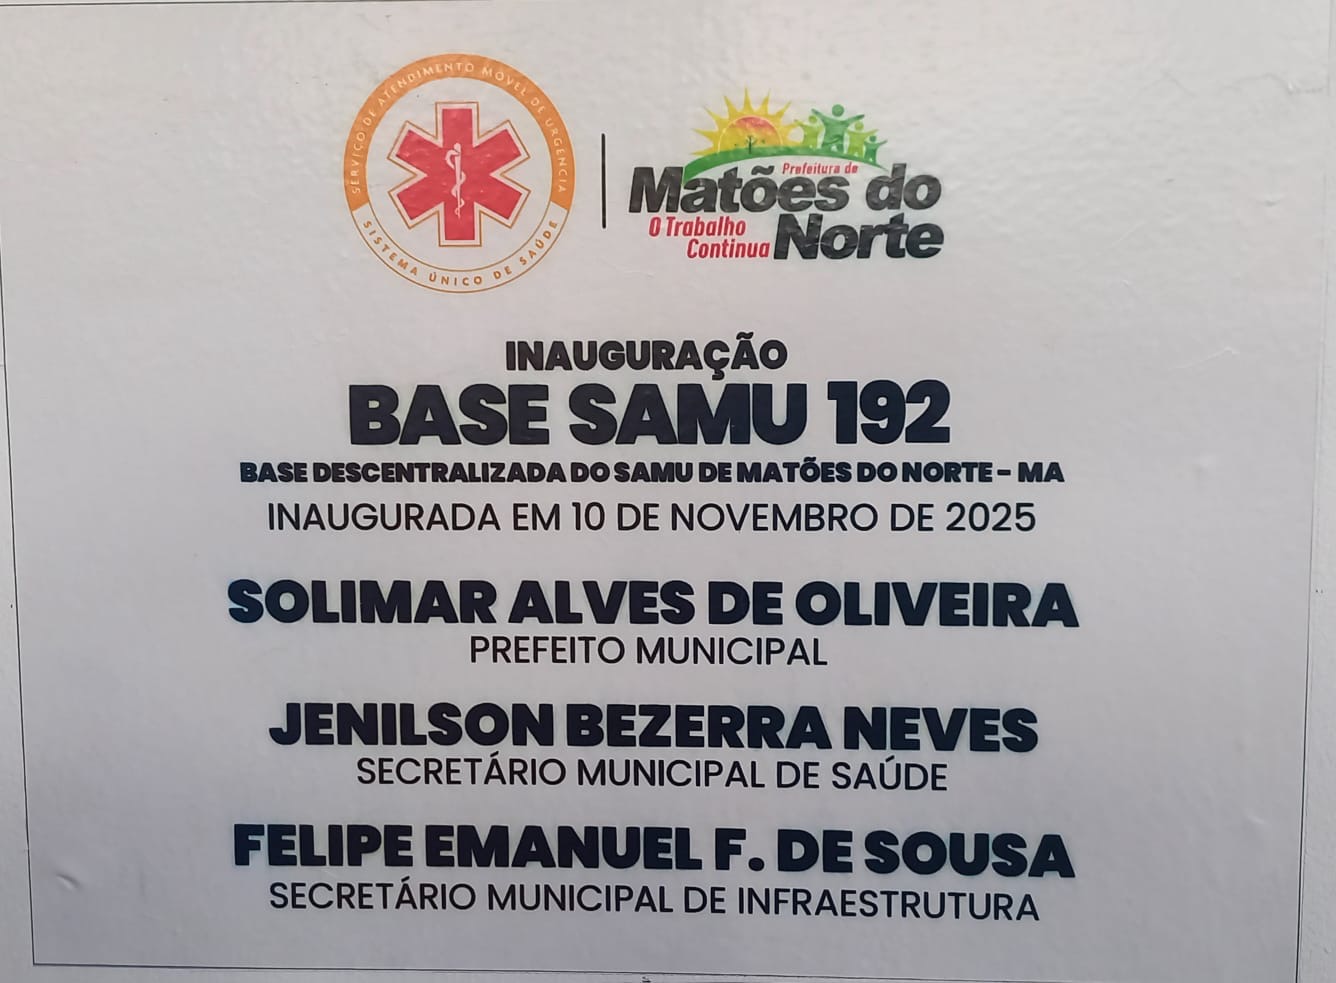 SERVIÇO DE ATENDIMENTO MÓVEL DE URGÊNCIA
SISTEMA ÚNICO DE SAÚDE
Prefeitura de
Matões do
O Trabalho
Continua
Norte
INAUGURAÇÃO
BASE SAMU 192
BASE DESCENTRALIZADA DO SAMU DE MATÕES DO NORTE - MA
INAUGURADA EM 10 DE NOVEMBRO DE 2025
SOLIMAR ALVES DE OLIVEIRA
PREFEITO MUNICIPAL
JENILSON BEZERRA NEVES
SECRETÁRIO MUNICIPAL DE SAÚDE
FELIPE EMANUEL F. DE SOUSA
SECRETÁRIO MUNICIPAL DE INFRAESTRUTURA